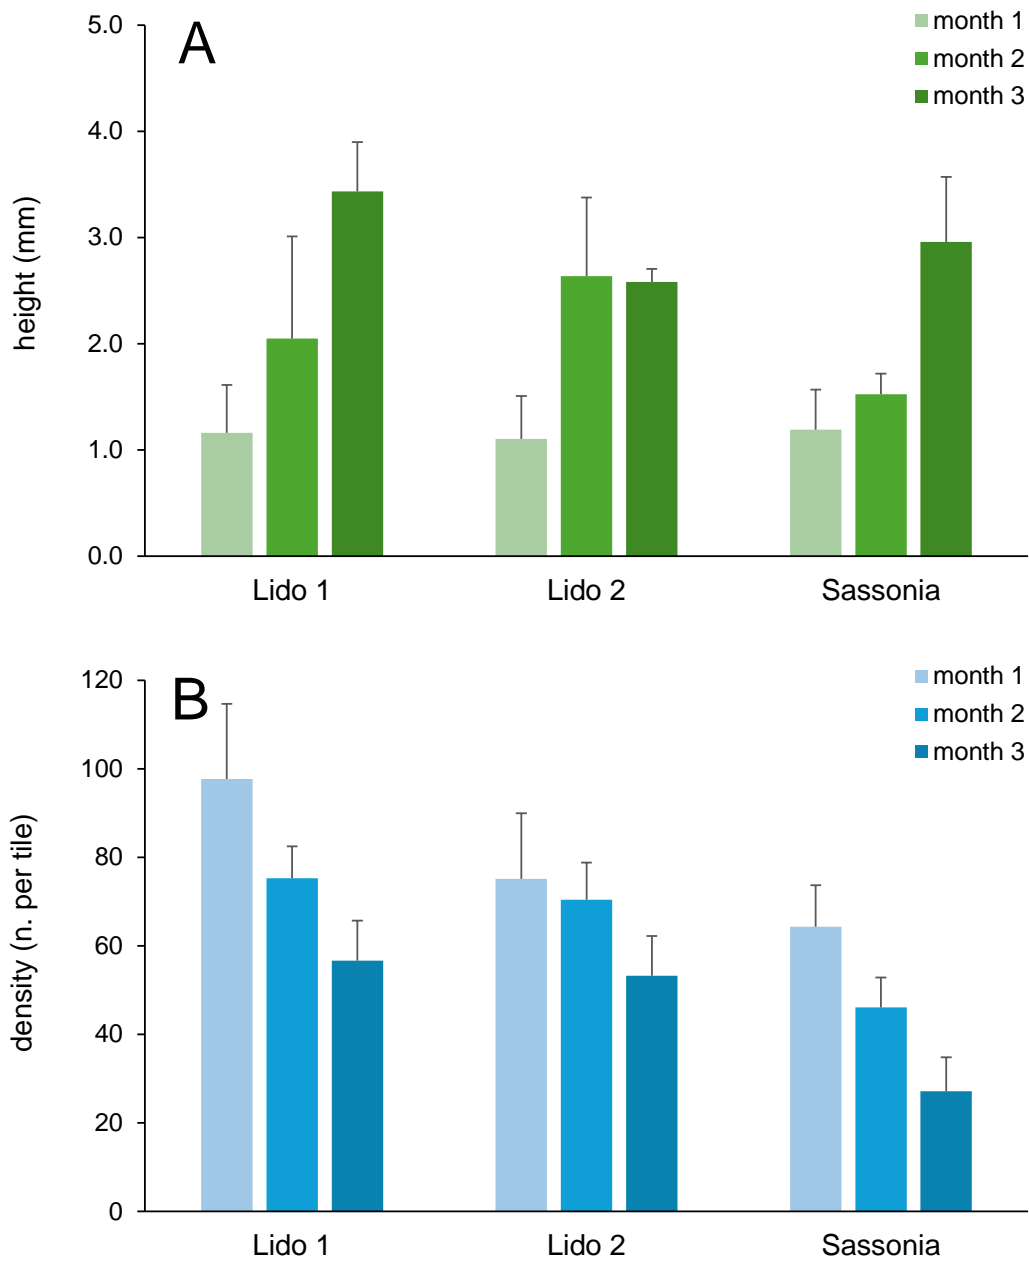 A
month 1
month 2
month 3
5.0
4.0
3.0
2.0
1.0
0.0
height (mm)
Lido 1 Lido 2 Sassonia
B
month 1
month 2
month 3
120
100
80
60
40
20
0
density (n. per tile)
Lido 1 Lido 2 Sassonia